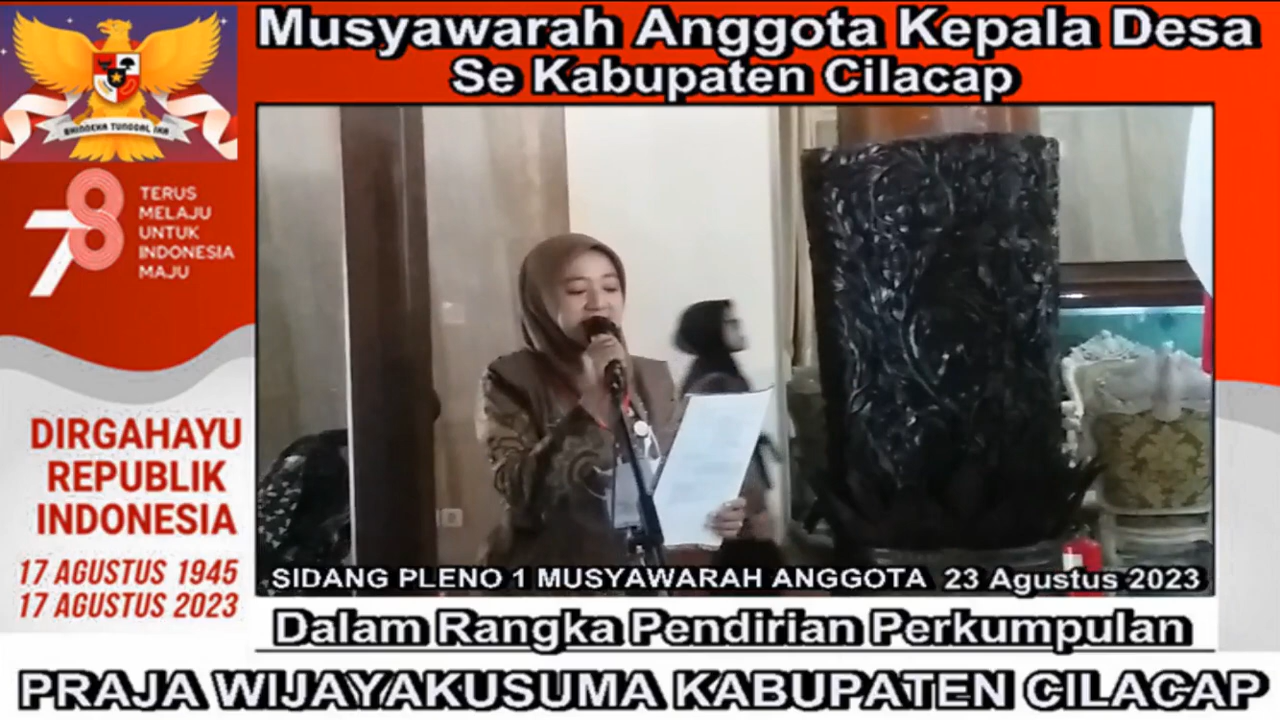 Musyawarah Anggota Kepala Desa
Se Kabupaten Cilacap
BHINNEKA TUNGGAL IKA
78
TERUS
MELAJU
UNTUK
INDONESIA
MAJU
DIRGAHAYU
REPUBLIK
INDONESIA
17 AGUSTUS 1945
17 AGUSTUS 2023
SIDANG PLENO 1 MUSYAWARAH ANGGOTA 23 Agustus 2023
Dalam Rangka Pendirian Perkumpulan
PRAJA WIJAYAKUSUMA KABUPATEN CILACAP